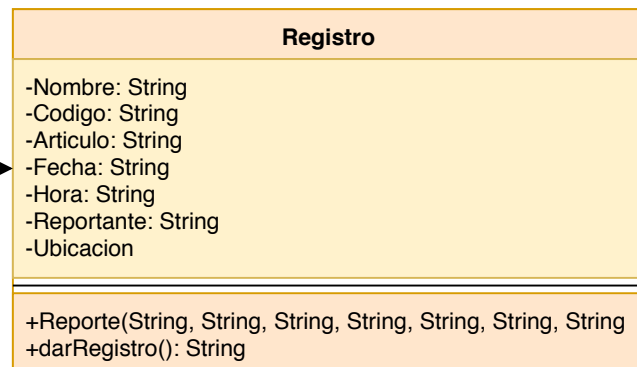 Registro
-Nombre: String
-Codigo: String
-Articulo: String
-Fecha: String
-Hora: String
-Reportante: String
-Ubicacion
+Reporte(String, String, String, String, String, String, String
+darRegistro(): String